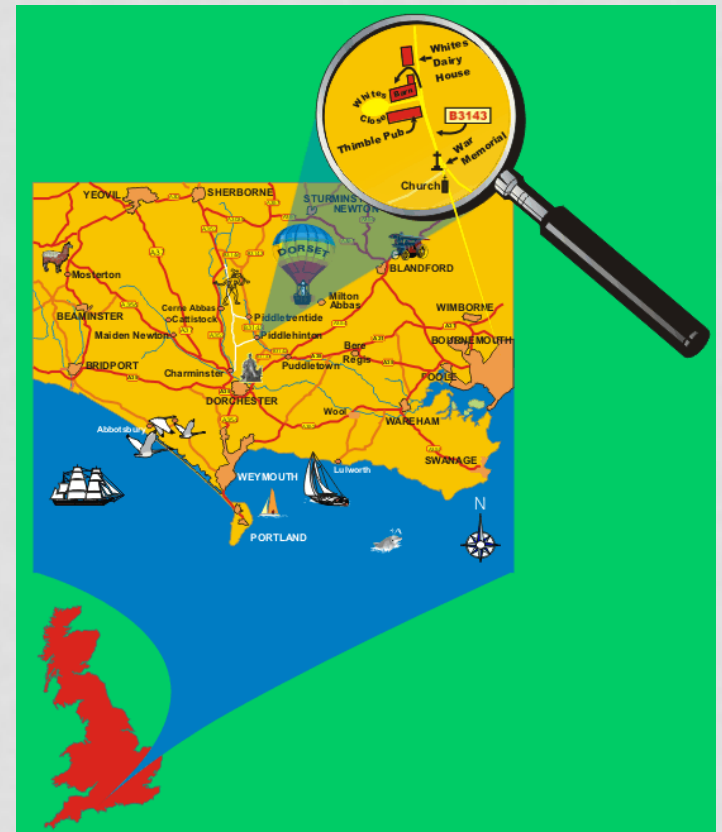 Whites
Dairy
House
Barn
Whites
Close
B3143
Thimble Pub
War
Memorial
Church
YEOVIL
SHERBORNE
STURMINST
NEWTON
DORSET
BLANDFORD
Mosterton
Milton
Abbas
Cerne Abbas
Cattistock
Piddletrentide
BEAMINSTER
WIMBORNE
Maiden Newton
Piddlehinton
Bere
Regis
BOURNEMOUTH
BRIDPORT
Charminster
Puddletown
POOLE
DORCHESTER
Wool
WAREHAM
Abbotsbury
SWANAGE
Lulworth
WEYMOUTH
N
PORTLAND